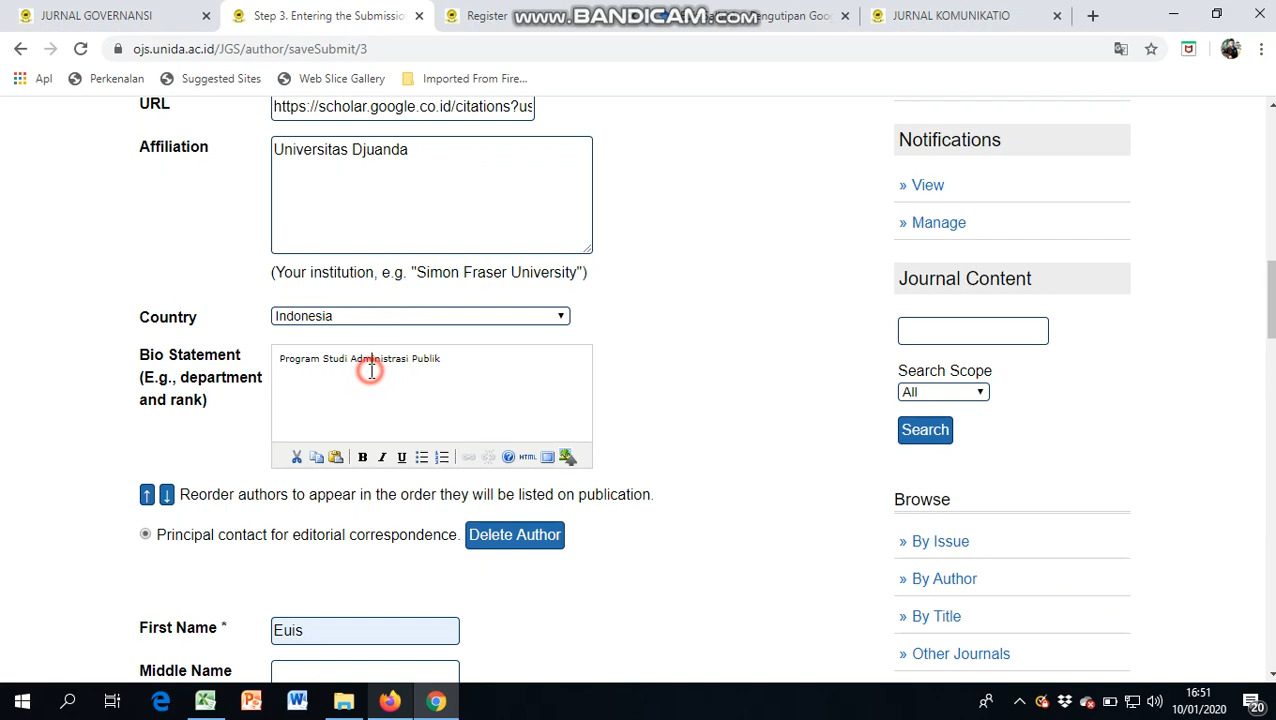 JURNAL GOVERNANSI
Step 3. Entering the Submissio
Register
www.BANDICAM.com
engutipan Goo
JURNAL KOMUNIKATIO
ojs.unida.ac.id/JGS/author/saveSubmit/3
Apl
Perkenalan
Suggested Sites
Web Slice Gallery
Imported From Fire...
URL
https://scholar.google.co.id/citations?us
Affiliation
Universitas Djuanda
(Your institution, e.g. "Simon Fraser University")
Country
Indonesia
Bio Statement
(E.g., department
and rank)
Program Studi Administrasi Publik
B I U
HTML
↑ ↓ Reorder authors to appear in the order they will be listed on publication.
Principal contact for editorial correspondence.
Delete Author
First Name *
Euis
Middle Name
Notifications
» View
» Manage
Journal Content
Search Scope
All
Search
Browse
» By Issue
» By Author
» By Title
» Other Journals
16:51
10/01/2020
20